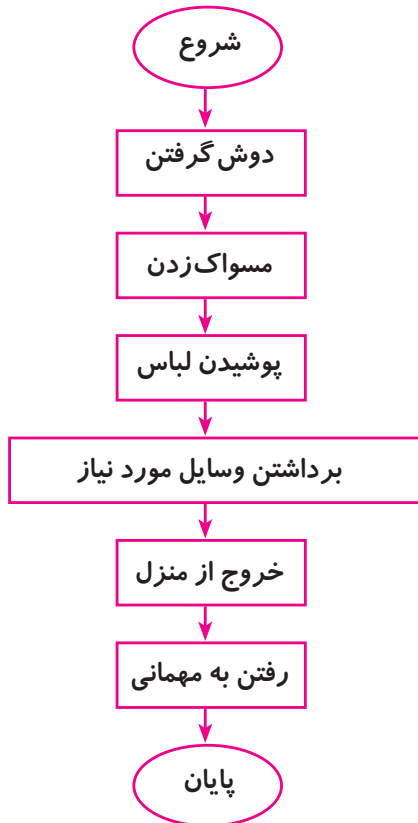 شروع
دوش گرفتن
مسواک زدن
پوشیدن لباس
برداشتن وسایل مورد نیاز
خروج از منزل
رفتن به مهمانی
پایان